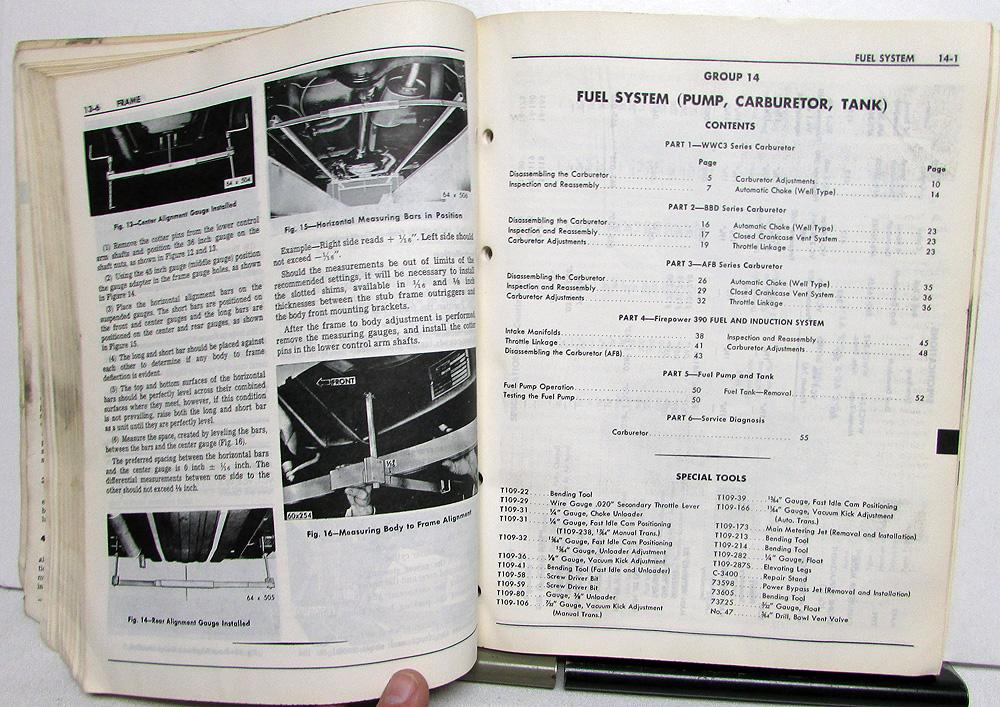 13-6 FRAME
64 x 504
Fig. 13—Center Alignment Gauge Installed
(1) Remove the cotter pins from the lower control
arm shafts and position the 36 inch gauge on the
shaft nuts, as shown in Figure 12 and 13.
(2) Using the 45 inch gauge (middle gauge) position
the gauge adapter in the frame gauge holes, as shown
in Figure 14.
(3) Place the horizontal alignment bars on the
suspended gauges. The short bars are positioned on
the front and center gauges and the long bars are
positioned on the center and rear gauges, as shown
in Figure 15.
(4) The long and short bar should be placed against
each other to determine if any body to frame
deflection is evident.
(5) The top and bottom surfaces of the horizontal
bars should be perfectly level across their combined
surfaces where they meet, however, if this condition
is not prevailing, raise both the long and short bar
as a unit until they are perfectly level.
(6) Measure the space, created by leveling the bars,
between the bars and the center gauge (Fig. 16).
The preferred spacing between the horizontal bars
and the center gauge is 0 inch ± 1/16 inch. The
differential measurements between one side to the
other should not exceed 1/8 inch.
64 x 505
Fig. 14—Rear Alignment Gauge Installed
64 x 506
Fig. 15—Horizontal Measuring Bars in Position
Example—Right side reads + 1/16". Left side should
not exceed —1/16".
Should the measurements be out of limits of the
recommended settings, it will be necessary to install
the slotted shims, available in 1/16 and 1/8 inch
thicknesses between the stub frame outriggers and
the body front mounting brackets.
After the frame to body adjustment is performed,
remove the measuring gauges, and install the cotter
pins in the lower control arm shafts.
FRONT
60x254
Fig. 16—Measuring Body to Frame Alignment
FUEL SYSTEM 14-1
GROUP 14
FUEL SYSTEM (PUMP, CARBURETOR, TANK)
CONTENTS
PART 1—WWC3 Series Carburetor
Page Page
Disassembling the Carburetor 5 Carburetor Adjustments 10
Inspection and Reassembly 7 Automatic Choke (Well Type) 14
PART 2—BBD Series Carburetor
Disassembling the Carburetor 16 Automatic Choke (Well Type) 23
Inspection and Reassembly 17 Closed Crankcase Vent System 23
Carburetor Adjustments 19 Throttle Linkage 23
PART 3—AFB Series Carburetor
Disassembling the Carburetor 26 Automatic Choke (Well Type) 35
Inspection and Reassembly 29 Closed Crankcase Vent System 36
Carburetor Adjustments 32 Throttle Linkage 36
PART 4—Firepower 390 FUEL AND INDUCTION SYSTEM
Intake Manifolds 38 Inspection and Reassembly 45
Throttle Linkage 41 Carburetor Adjustments 48
Disassembling the Carburetor (AFB) 43
PART 5—Fuel Pump and Tank
Fuel Pump Operation 50 Fuel Tank—Removal 52
Testing the Fuel Pump 50
PART 6—Service Diagnosis
Carburetor 55
SPECIAL TOOLS
T109-22 Bending Tool
T109-29 Wire Gauge .020" Secondary Throttle Lever
T109-31 1/4" Gauge, Choke Unloader
T109-31 1/4" Gauge, Fast Idle Cam Positioning
(T109-238, Manual Trans.)
T109-32 Gauge, Fast Idle Cam Positioning
Gauge, Unloader Adjustment
T109-36 Gauge, Vacuum Kick Adjustment
T109-41 Bending Tool (Fast Idle and Unloader)
T109-58 Screw Driver Bit
T109-59 Screw Driver Bit
T109-80 Gauge, Unloader
T109-106 Gauge, Vacuum Kick Adjustment
(Manual Trans.)
T109-39 Gauge, Fast Idle Cam Positioning
T109-166 Gauge, Vacuum Kick Adjustment
(Auto. Trans.)
T109-173 Main Metering Jet (Removal and Installation)
T109-213 Bending Tool
T109-214 Bending Tool
T109-282 1/4" Gauge, Float
T109-287S Elevating Legs
C-3400 Repair Stand
73598 Power Bypass Jet (Removal and Installation)
73605 Bending Tool
73725 Gauge, Float
No. 47 Drill, Bowl Vent Valve